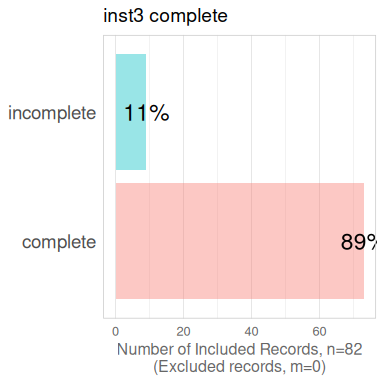 inst3 complete
incomplete
11%
complete
89%
0 20 40 60
Number of Included Records, n=82
(Excluded records, m=0)